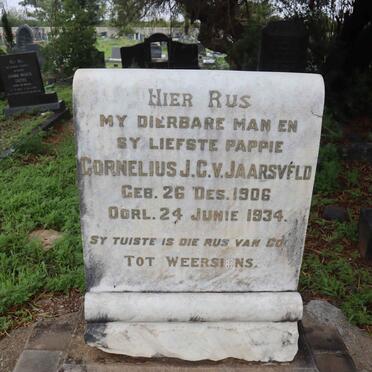 HIER RUS
MY DIERBARE MAN EN
SY LIEFSTE PAPPIE
CORNELIUS J.C.V. JAARSVELD
GEB. 26 DES. 1906
OORL. 24 JUNIE 1934.
SY TUISTE IS DIE RUS VAN GOD
TOT WEERSIENS.